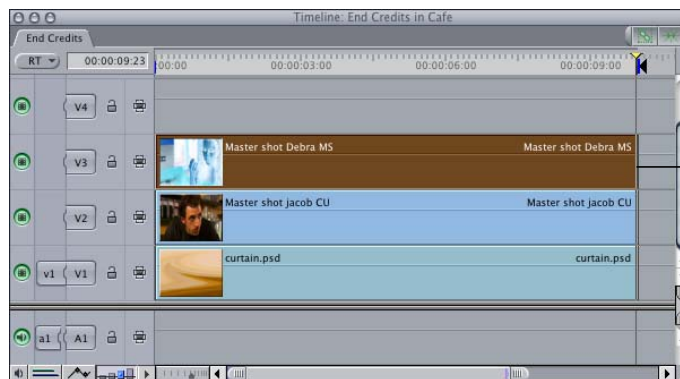 Timeline: End Credits in Cafe
End Credits
RT 00:00:09:23 00:00 00:00:03:00 00:00:06:00 00:00:09:00
V4
V3 Master shot Debra MS Master shot Debra MS
V2 Master shot jacob CU Master shot jacob CU
v1 V1 curtain.psd curtain.psd
a1 A1